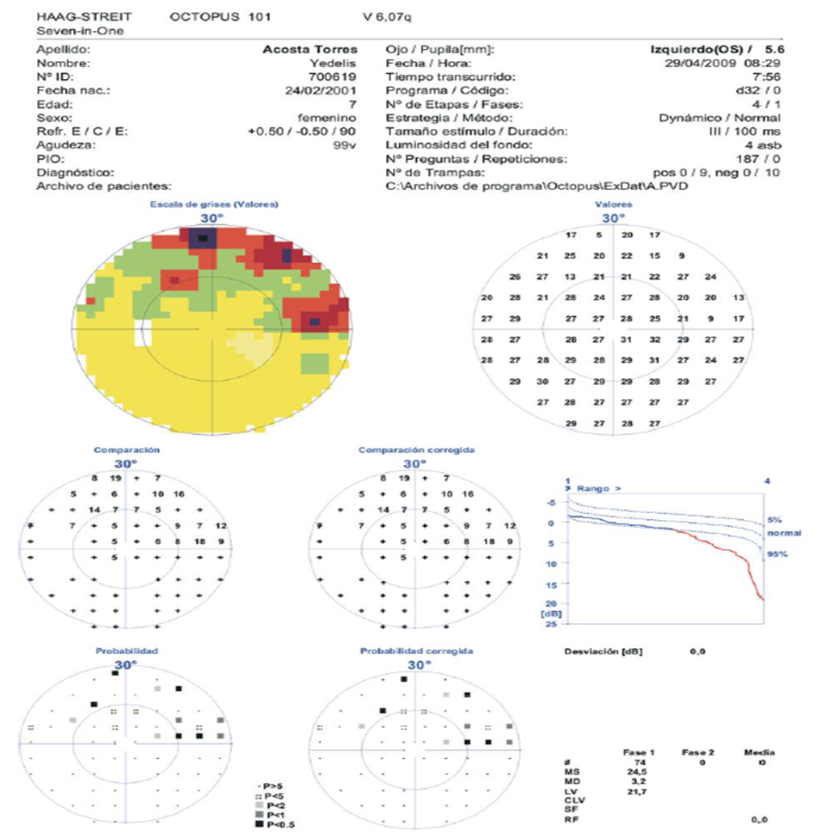 HAAG-STREIT OCTOPUS 101 V 6,07q
Seven-in-One
Apellido: Acosta Torres
Nombre: Yedelis
Nº ID: 700619
Fecha nac.: 24/02/2001
Edad: 7
Sexo: femenino
Refr. E / C / E: +0.50 / -0.50 / 90
Agudeza: 99v
PIO:
Diagnóstico:
Archivo de pacientes:
Ojo / Pupila[mm]: Izquierdo(OS) / 5.6
Fecha / Hora: 29/04/2009 08:29
Tiempo transcurrido: 7:56
Programa / Código: d32 / 0
Nº de Etapas / Fases: 4 / 1
Estrategia / Método: Dynámico / Normal
Tamaño estímulo / Duración: III / 100 ms
Luminosidad del fondo: 4 asb
Nº Preguntas / Repeticiones: 187 / 0
Nº de Trampas: pos 0 / 9, neg 0 / 10
C:\Archivos de programa\Octopus\ExDat\A.PVD
Escala de grises (Valores)
30°
Valores
30°
17 5 20 17
21 25 20 22 15 9
26 27 13 21 21 22 27 24
20 28 21 28 24 27 28 20 20 13
27 29 27 27 28 25 21 9 17
28 27 28 27 31 32 29 27 27
28 27 28 29 28 29 31 27 24 27
29 30 27 29 29 28 29 27
27 28 27 27 27 27
29 27 28 27
Comparación
30°
8 19 + 7
5 + 6 + 10 16
+ + 14 7 7 5 + +
7 + 5 + + 9 7 12
+ 5 + 6 8 18 9
+ 5 + + + + +
Comparación corregida
30°
8 19 + 7
5 + 6 + 10 16
+ + 14 7 7 5 + +
7 + 5 + + 9 7 12
+ 5 + 6 8 18 9
+ 5 + + + + +
1 Rango > 4
-5
0
5
10
15
20
[dB]
25
5%
normal
95%
Desviación [dB] 0,0
Probabilidad
30°
Probabilidad corregida
30°
P>5
P<5
P<2
P<1
P<0.5
Fase 1 Fase 2 Media
# 74 0 0
MS 24,5
MD 3,2
LV 21,7
CLV
SF
RF 0,0